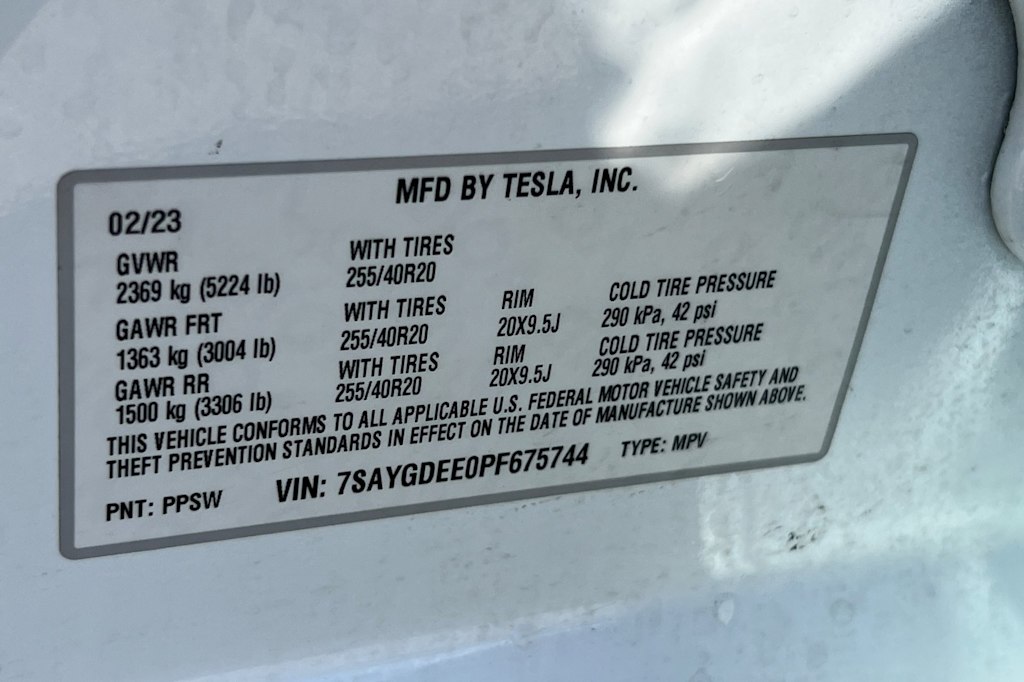 MFD BY TESLA, INC.
02/23
GVWR WITH TIRES
2369 kg (5224 lb) 255/40R20
GAWR FRT WITH TIRES RIM COLD TIRE PRESSURE
1363 kg (3004 lb) 255/40R20 20X9.5J 290 kPa, 42 psi
GAWR RR WITH TIRES RIM COLD TIRE PRESSURE
1500 kg (3306 lb) 255/40R20 20X9.5J 290 kPa, 42 psi
THIS VEHICLE CONFORMS TO ALL APPLICABLE U.S. FEDERAL MOTOR VEHICLE SAFETY AND
THEFT PREVENTION STANDARDS IN EFFECT ON THE DATE OF MANUFACTURE SHOWN ABOVE.
PNT: PPSW VIN: 7SAYGDEE0PF675744 TYPE: MPV